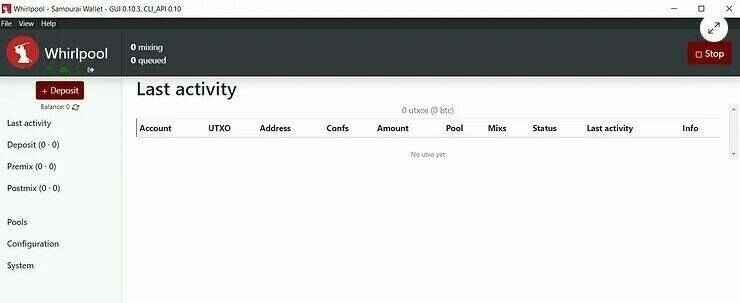 Whirlpool - Samourai Wallet - GUI 0.10.3, CLI_API 0.10
File View Help
Whirlpool
0 mixing
0 queued
Stop
+ Deposit
Balance: 0
Last activity
Deposit (0 · 0)
Premix (0 · 0)
Postmix (0 · 0)
Pools
Configuration
System
Last activity
0 utxos (0 btc)
Account UTXO Address Confs Amount Pool Mixs Status Last activity Info
No utxo yet